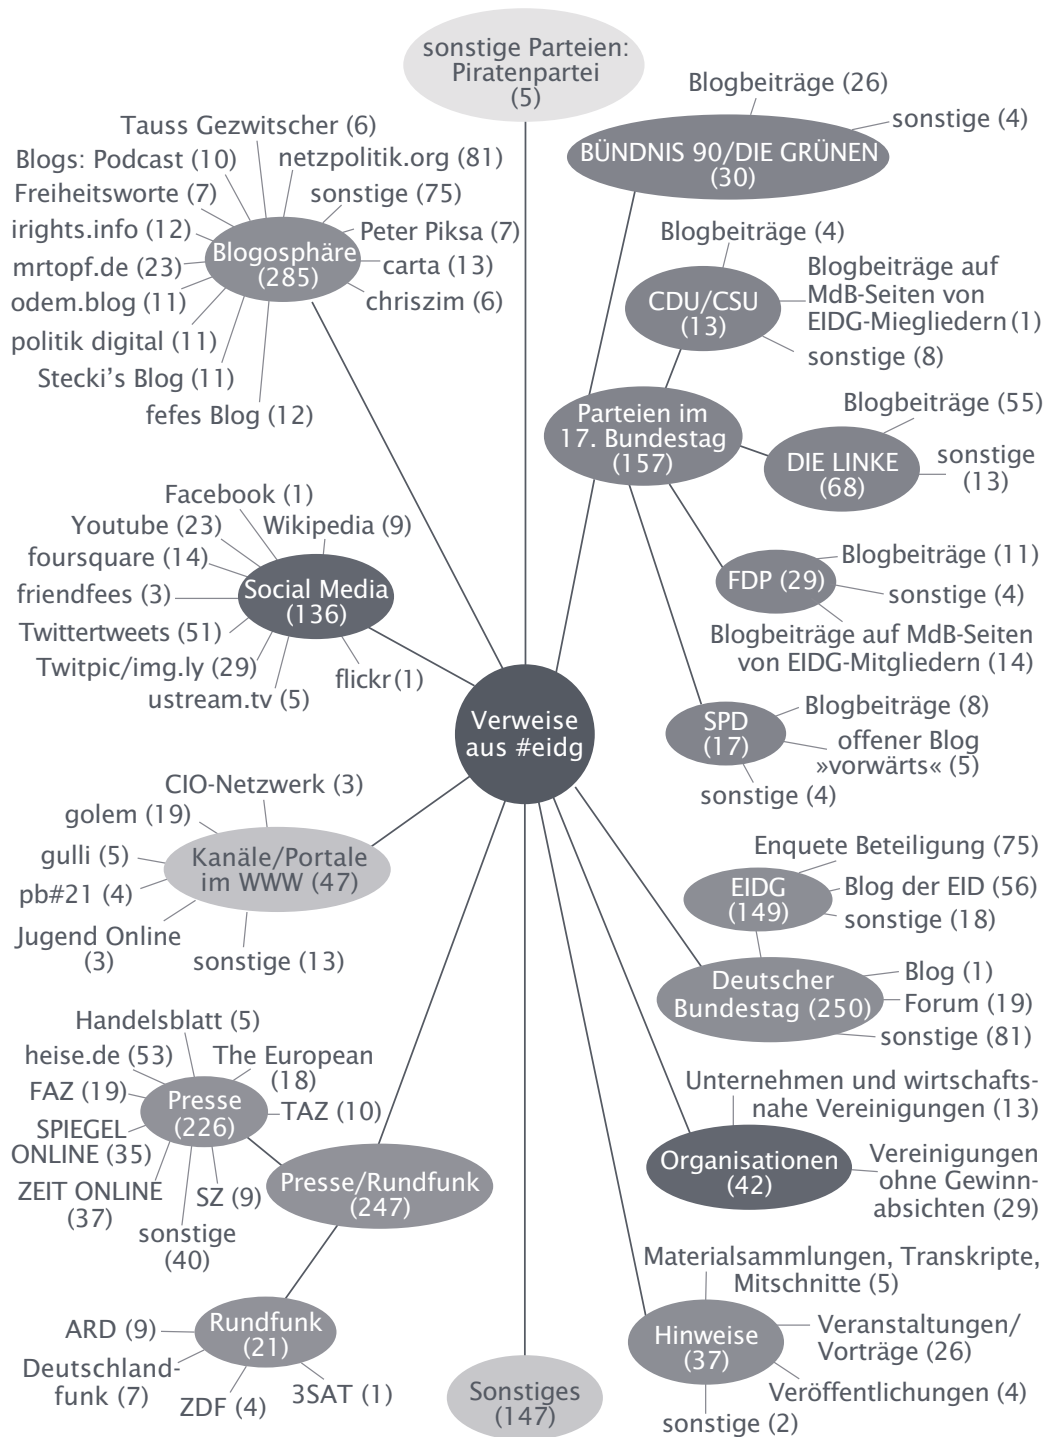 sonstige Parteien:
Piratenpartei
(5)
Blogbeiträge (26)
sonstige (4)
BÜNDNIS 90/DIE GRÜNEN
(30)
Tauss Gezwitscher (6)
Blogs: Podcast (10)
netzpolitik.org (81)
Freiheitsworte (7)
sonstige (75)
irights.info (12)
Peter Piksa (7)
Blogosphäre
(285)
mrtopf.de (23)
carta (13)
odem.blog (11)
chriszim (6)
politik digital (11)
Stecki's Blog (11)
fefes Blog (12)
Blogbeiträge (4)
Blogbeiträge auf
MdB-Seiten von
EIDG-Miegliedern (1)
CDU/CSU
(13)
sonstige (8)
Parteien im
17. Bundestag
(157)
Blogbeiträge (55)
DIE LINKE
(68)
sonstige
(13)
Facebook (1)
Youtube (23)
Wikipedia (9)
foursquare (14)
Social Media
(136)
friendfees (3)
Twittertweets (51)
Twitpic/img.ly (29)
ustream.tv (5)
flickr (1)
FDP (29)
Blogbeiträge (11)
sonstige (4)
Blogbeiträge auf MdB-Seiten
von EIDG-Mitgliedern (14)
Verweise
aus #eidg
SPD
(17)
Blogbeiträge (8)
offener Blog
»vorwärts« (5)
sonstige (4)
CIO-Netzwerk (3)
golem (19)
gulli (5)
Kanäle/Portale
im WWW (47)
pb#21 (4)
Jugend Online
(3)
sonstige (13)
Enquete Beteiligung (75)
EIDG
(149)
Blog der EID (56)
sonstige (18)
Deutscher
Bundestag (250)
Blog (1)
Forum (19)
sonstige (81)
Handelsblatt (5)
heise.de (53)
The European
(18)
FAZ (19)
Presse
(226)
TAZ (10)
SPIEGEL
ONLINE (35)
ZEIT ONLINE
(37)
SZ (9)
sonstige
(40)
Presse/Rundfunk
(247)
Unternehmen und wirtschafts-
nahe Vereinigungen (13)
Organisationen
(42)
Vereinigungen
ohne Gewinn-
absichten (29)
Rundfunk
(21)
ARD (9)
Deutschland-
funk (7)
ZDF (4)
3SAT (1)
Sonstiges
(147)
Materialsammlungen, Transkripte,
Mitschnitte (5)
Hinweise
(37)
Veranstaltungen/
Vorträge (26)
Veröffentlichungen (4)
sonstige (2)